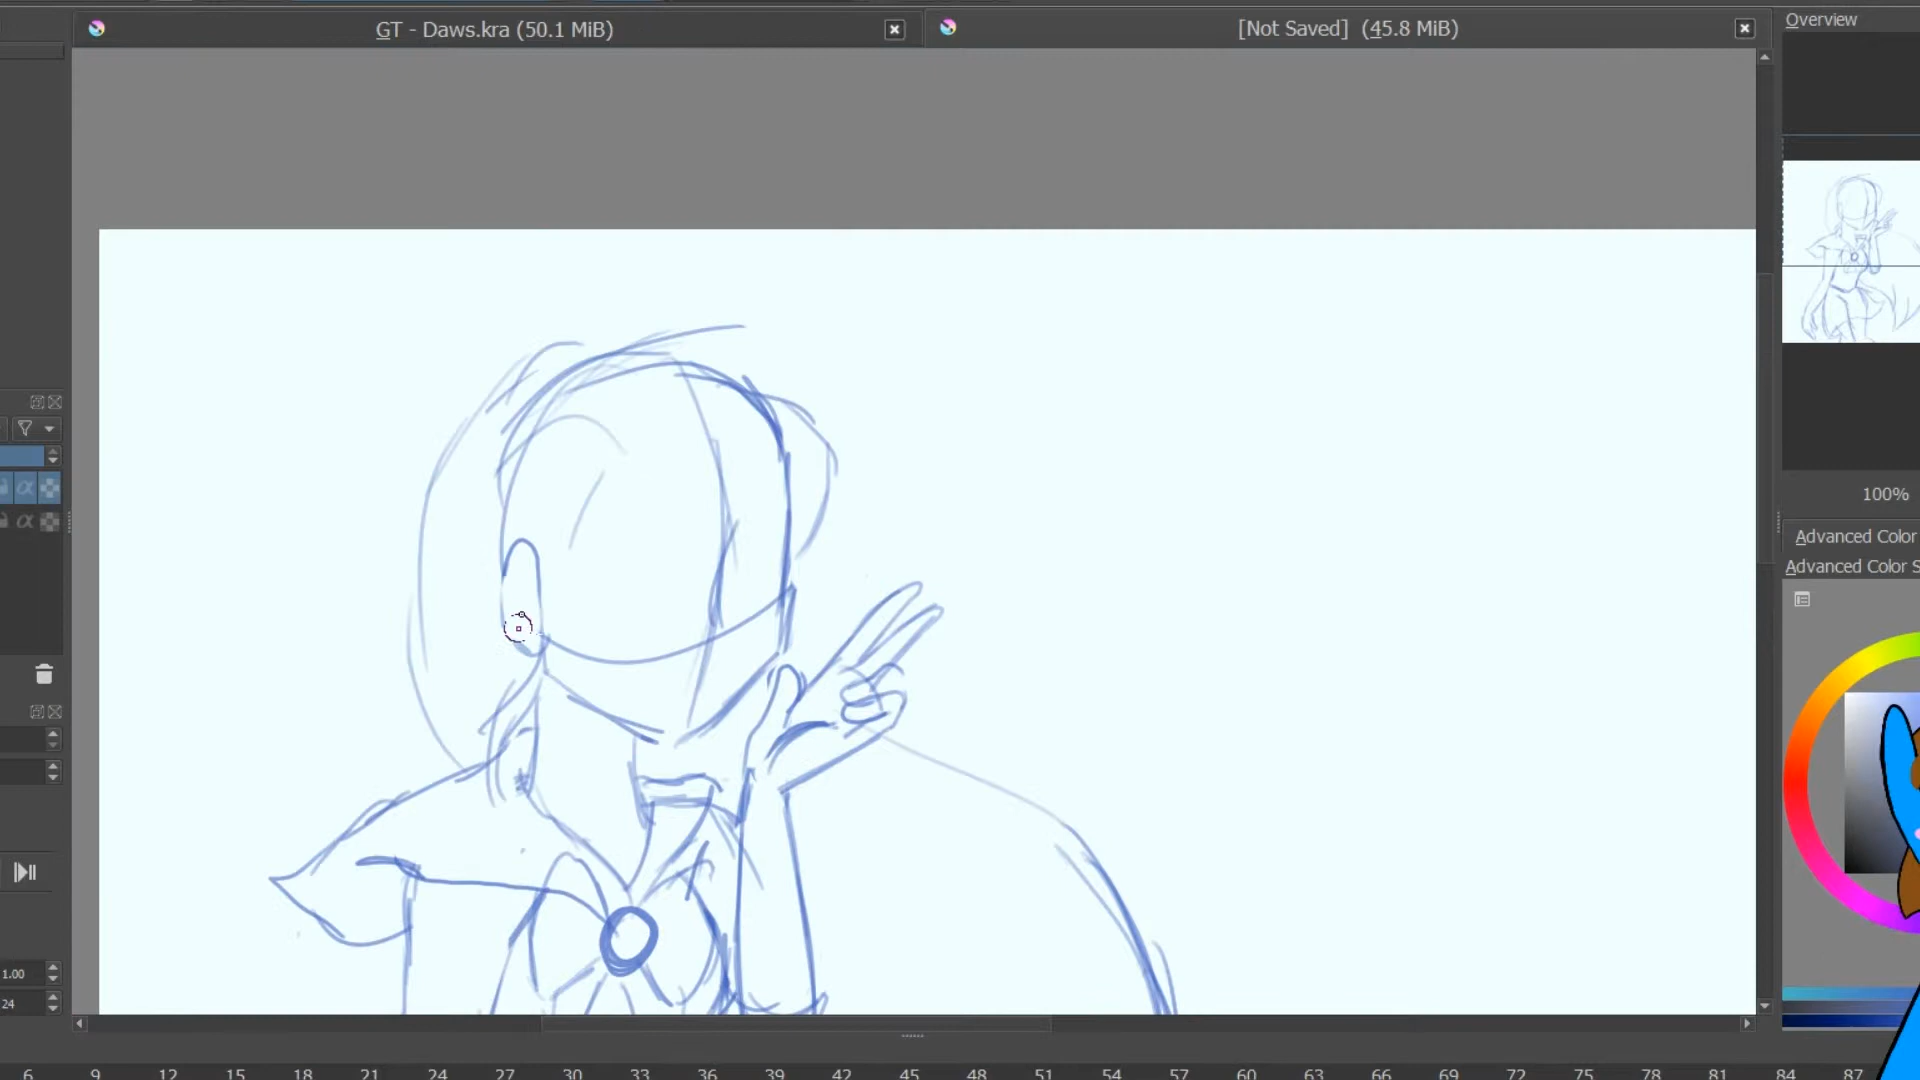 GT - Daws.kra (50.1 MiB)
[Not Saved] (45.8 MiB)
Overview
100%
Advanced Color
Advanced Color S
1.00
24
6 9 12 15 18 21 24 27 30 33 36 39 42 45 48 51 54 57 60 63 66 69 72 75 78 81 84 87